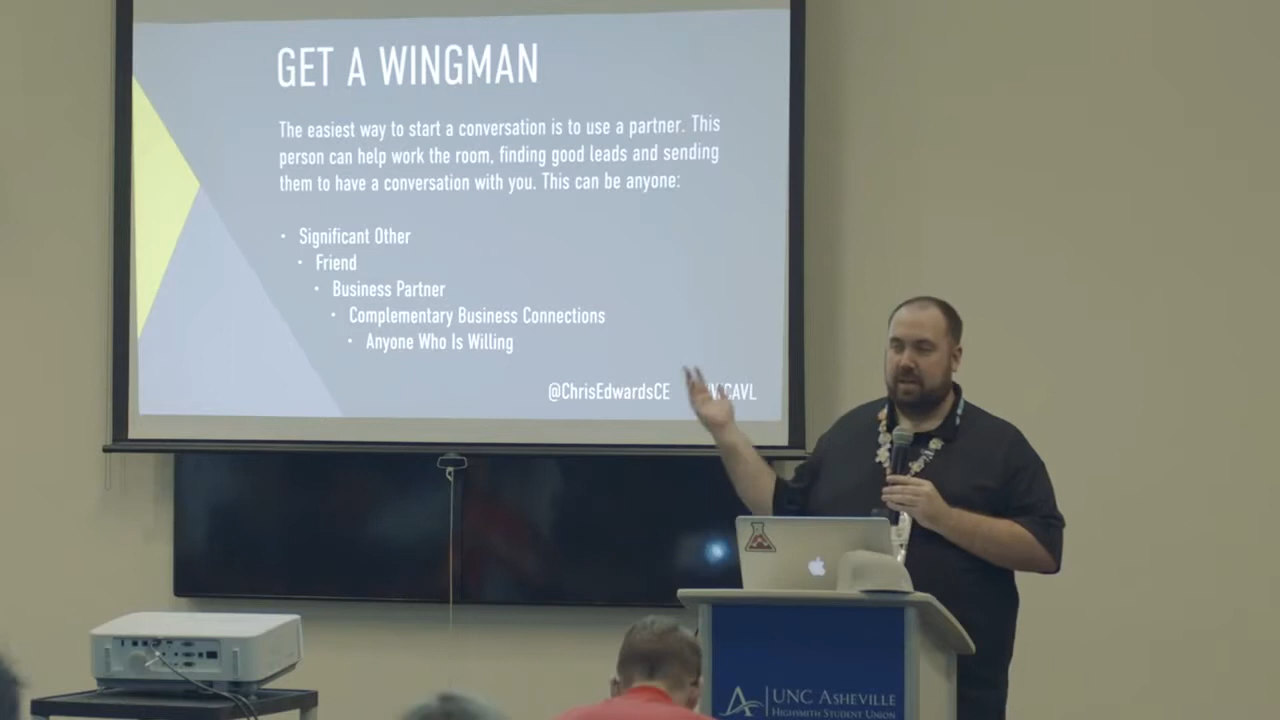 GET A WINGMAN
The easiest way to start a conversation is to use a partner. This
person can help work the room, finding good leads and sending
them to have a conversation with you. This can be anyone:
• Significant Other
• Friend
• Business Partner
• Complementary Business Connections
• Anyone Who Is Willing
@ChrisEdwardsCE
UNC ASHEVILLE
HIGHSMITH STUDENT UNION